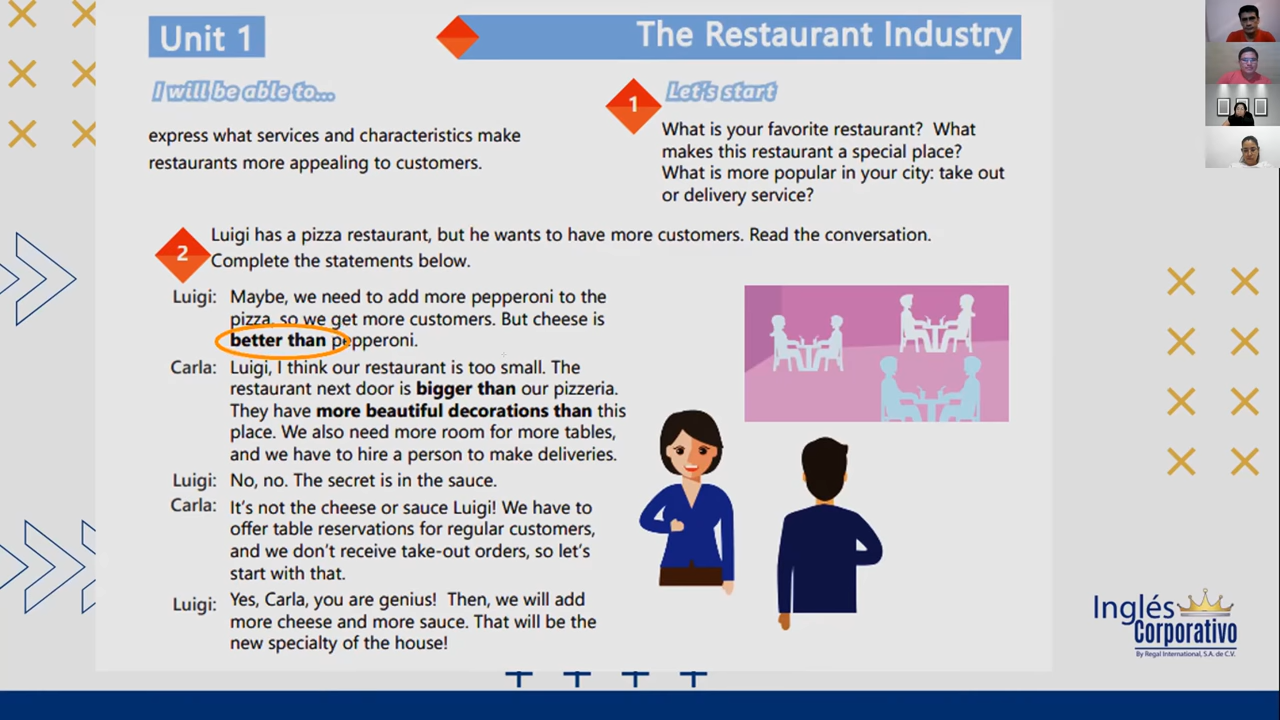 Unit 1
The Restaurant Industry
I will be able to...
express what services and characteristics make
restaurants more appealing to customers.
1
Let's start
What is your favorite restaurant? What
makes this restaurant a special place?
What is more popular in your city: take out
or delivery service?
2
Luigi has a pizza restaurant, but he wants to have more customers. Read the conversation.
Complete the statements below.
Luigi: Maybe, we need to add more pepperoni to the
pizza, so we get more customers. But cheese is
better than pepperoni.
Carla: Luigi, I think our restaurant is too small. The
restaurant next door is bigger than our pizzeria.
They have more beautiful decorations than this
place. We also need more room for more tables,
and we have to hire a person to make deliveries.
Luigi: No, no. The secret is in the sauce.
Carla: It's not the cheese or sauce Luigi! We have to
offer table reservations for regular customers,
and we don't receive take-out orders, so let's
start with that.
Luigi: Yes, Carla, you are genius! Then, we will add
more cheese and more sauce. That will be the
new specialty of the house!
Inglés
Corporativo
By Regal International, S.A. de C.V.